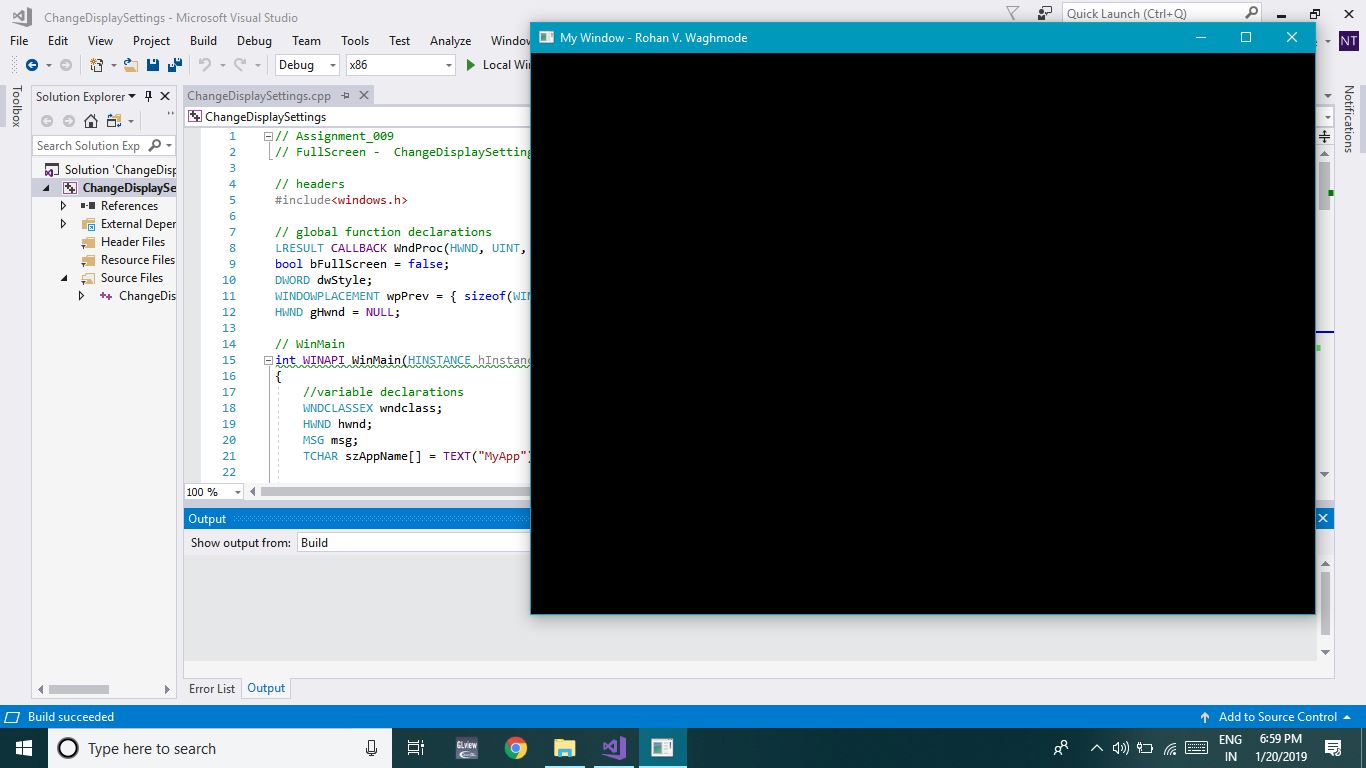 ChangeDisplaySettings - Microsoft Visual Studio
Quick Launch (Ctrl+Q)
File Edit View Project Build Debug Team Tools Test Analyze Window
NT
Debug x86 Local Win
My Window - Rohan V. Waghmode
Toolbox
Notifications
Solution Explorer
Search Solution Exp
Solution 'ChangeDisp
ChangeDisplaySe
References
External Deper
Header Files
Resource Files
Source Files
ChangeDis
ChangeDisplaySettings.cpp
ChangeDisplaySettings
1 // Assignment_009
2 // FullScreen - ChangeDisplaySetting
3
4 // headers
5 #include<windows.h>
6
7 // global function declarations
8 LRESULT CALLBACK WndProc(HWND, UINT,
9 bool bFullScreen = false;
10 DWORD dwStyle;
11 WINDOWPLACEMENT wpPrev = { sizeof(WIN
12 HWND gHwnd = NULL;
13
14 // WinMain
15 int WINAPI WinMain(HINSTANCE hInstanc
16 {
17 //variable declarations
18 WNDCLASSEX wndclass;
19 HWND hwnd;
20 MSG msg;
21 TCHAR szAppName[] = TEXT("MyApp")
22
100 %
Output
Show output from: Build
Error List Output
Build succeeded
Add to Source Control
Type here to search
GLview
ENG
IN
6:59 PM
1/20/2019